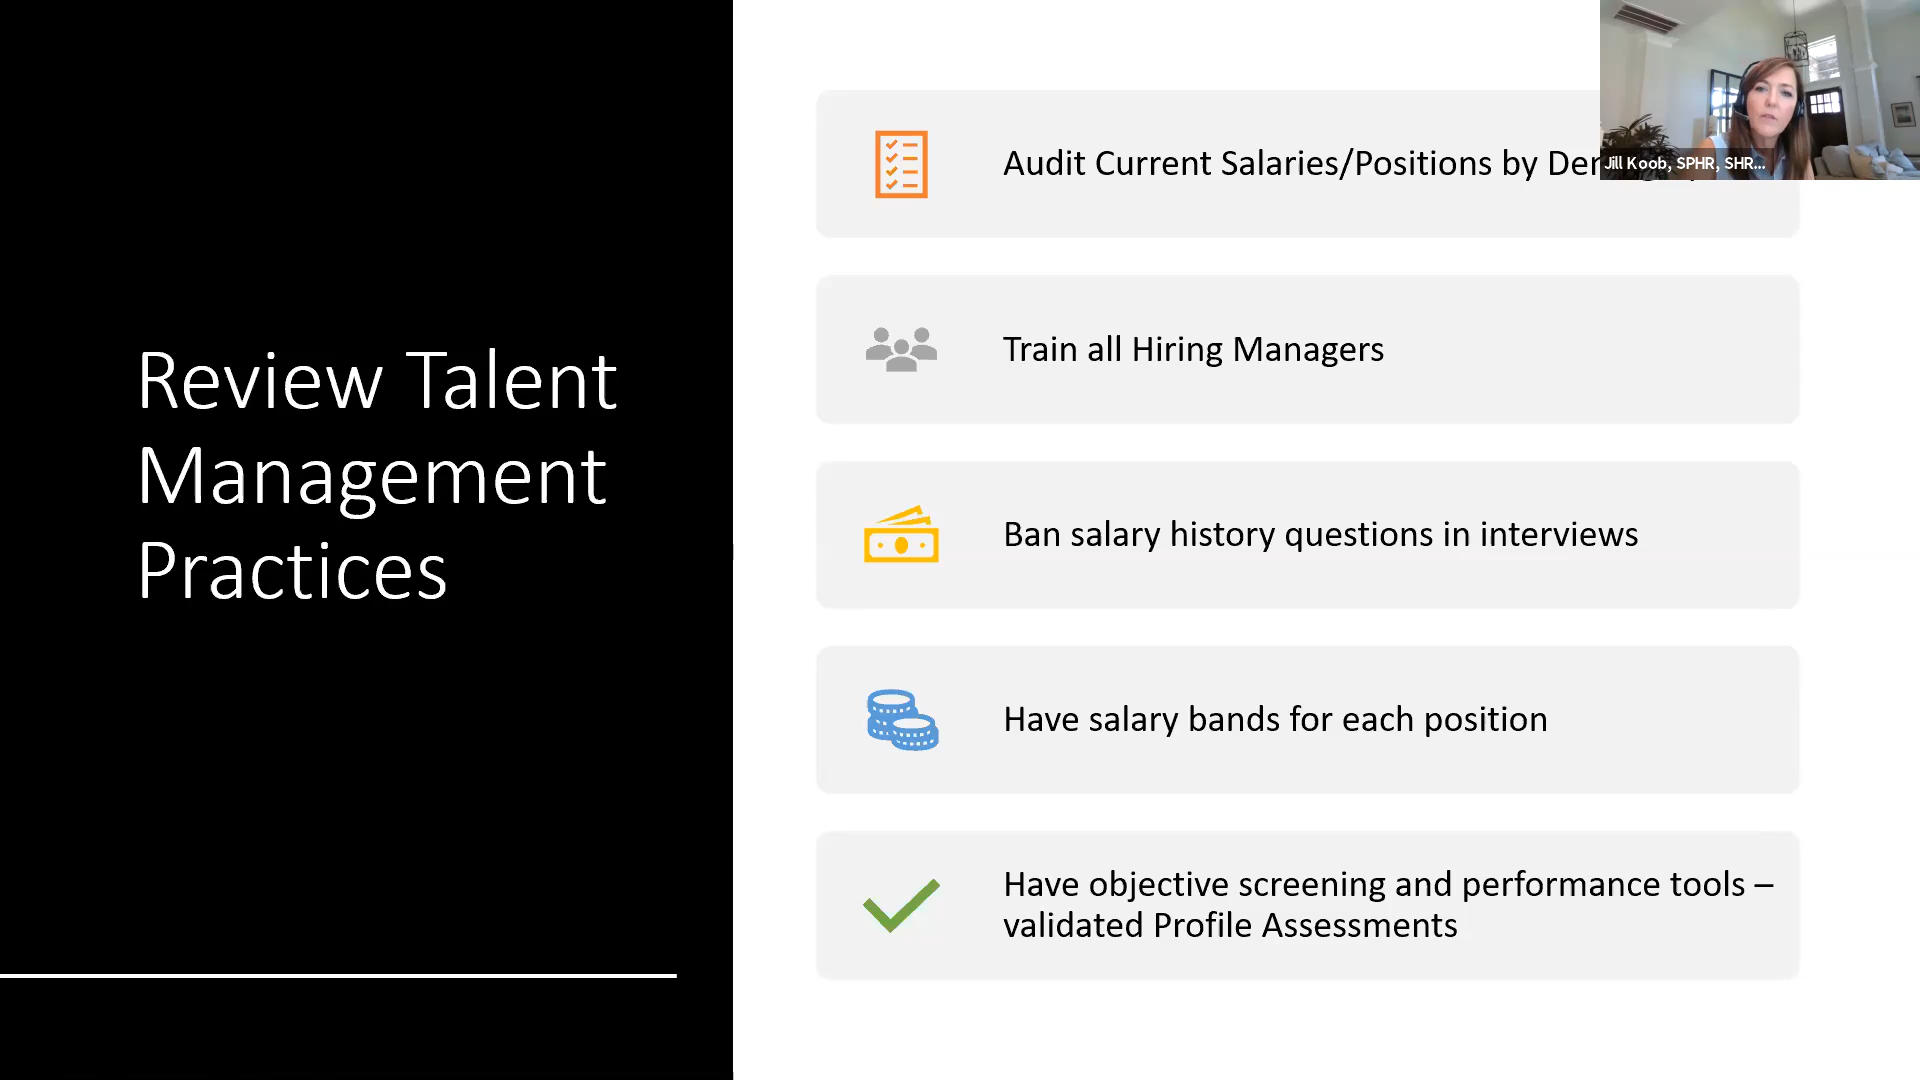 Review Talent
Management
Practices
Audit Current Salaries/Positions by
Jill Koob, SPHR, SHR...
Train all Hiring Managers
Ban salary history questions in interviews
Have salary bands for each position
Have objective screening and performance tools –
validated Profile Assessments